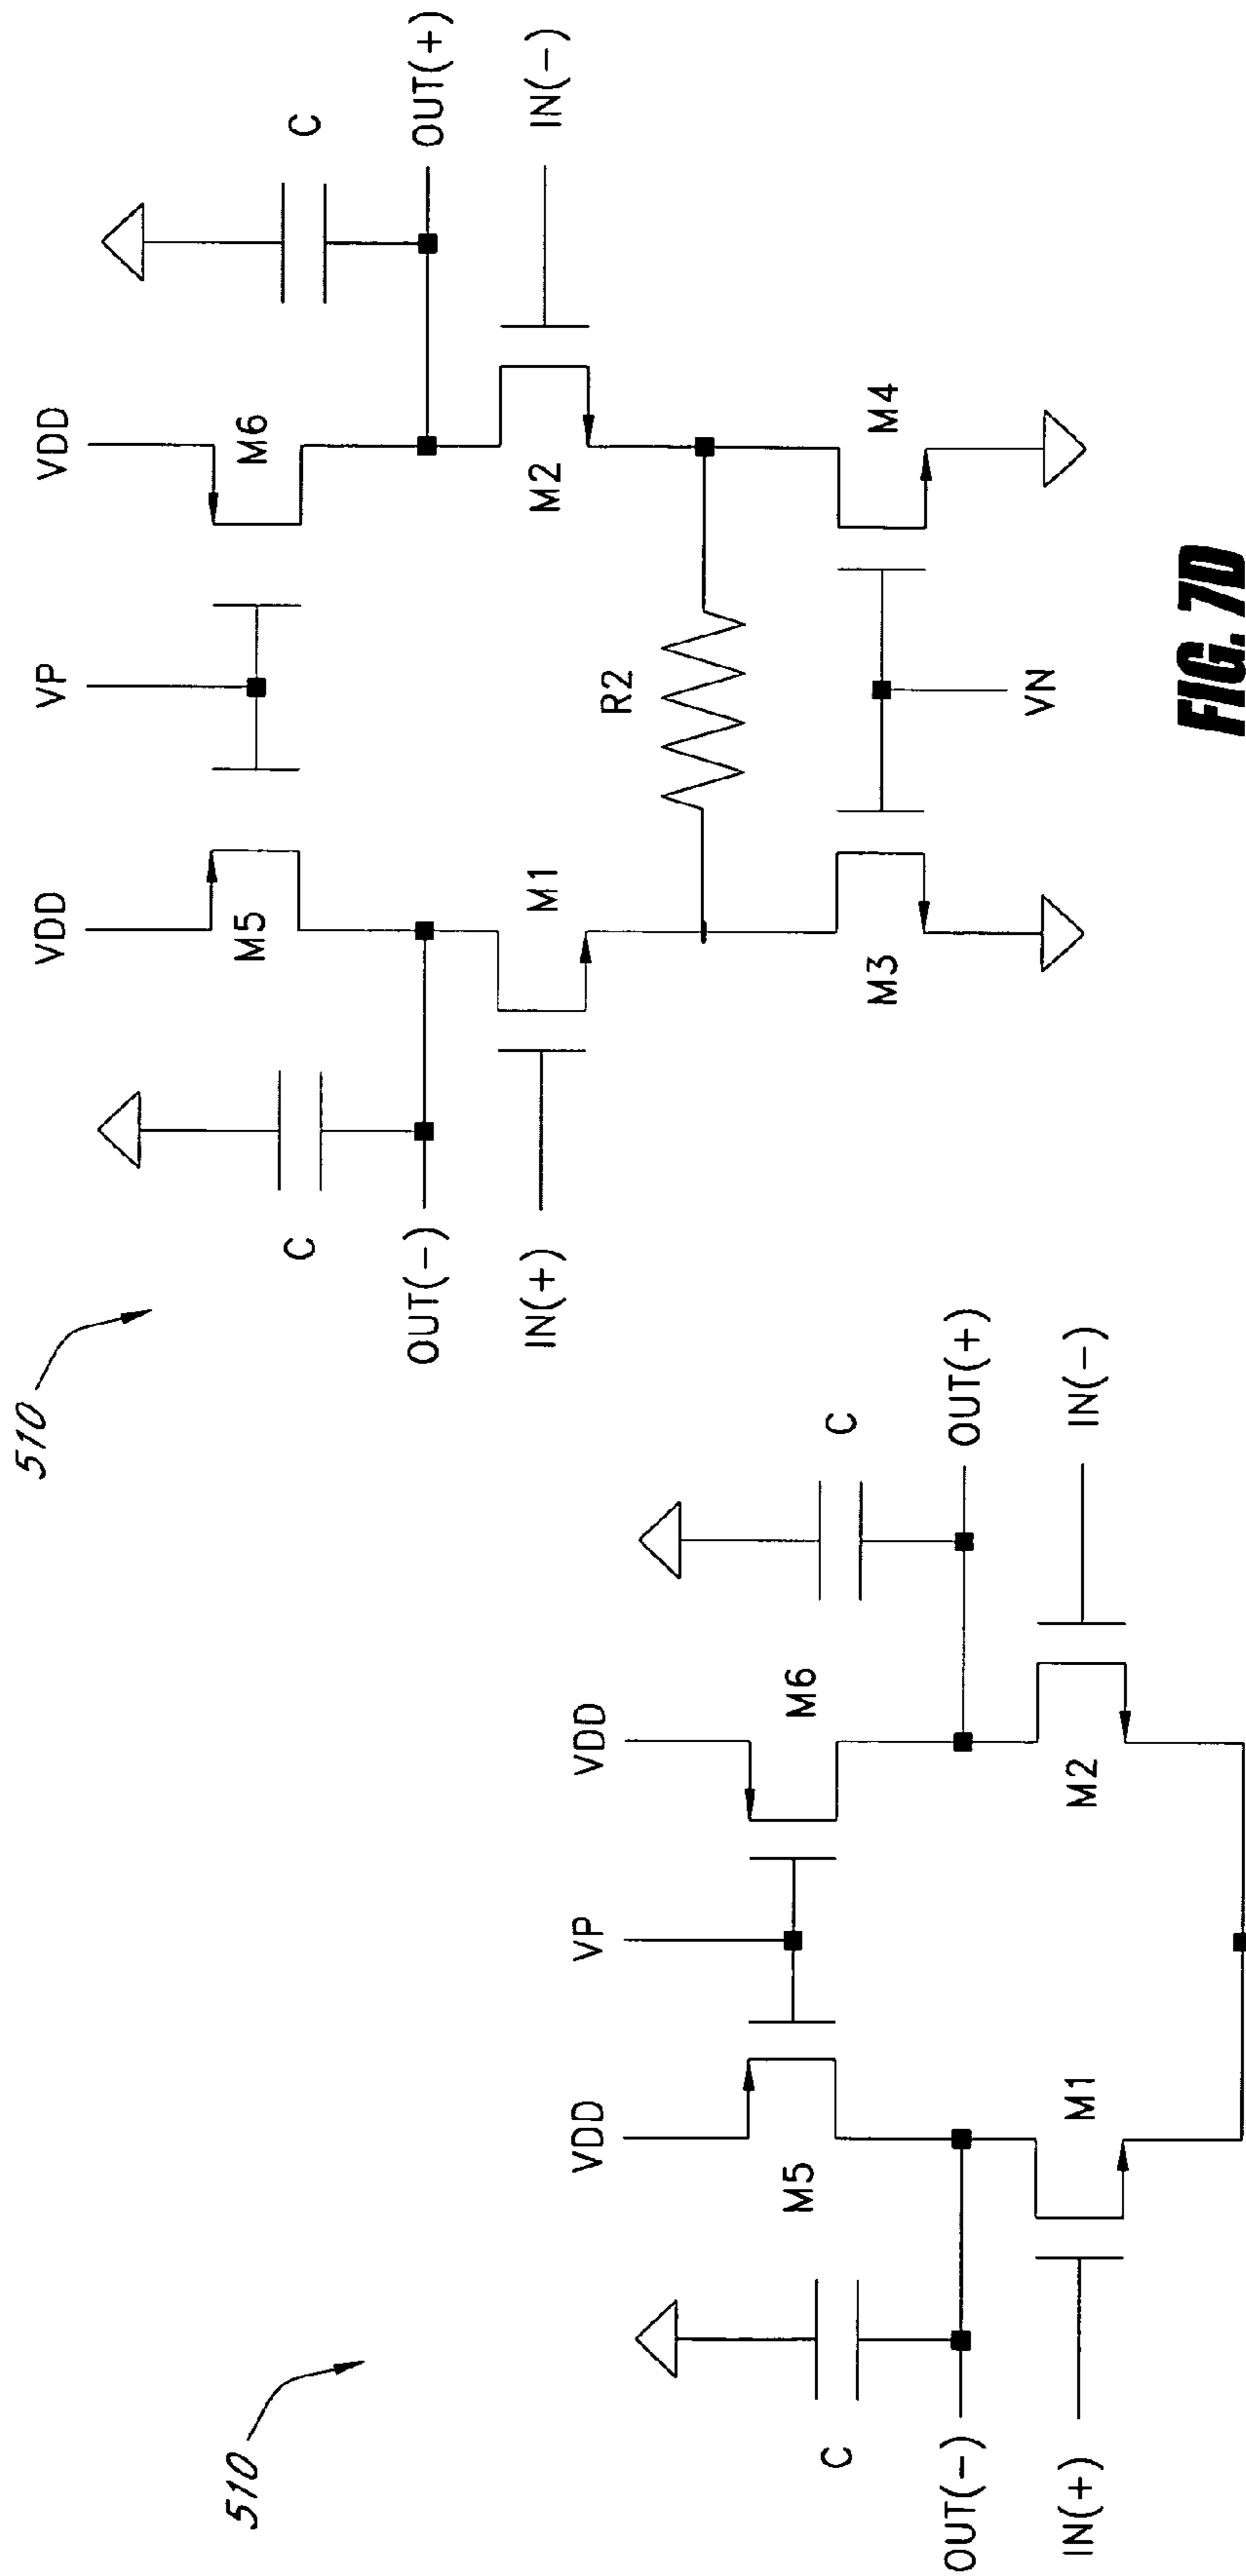 510
VDD
VP
VDD
M5
M6
C
C
OUT(-)
OUT(+)
M1
M2
IN(+)
IN(-)
R2
M3
M4
VN
FIG. 7D
510
VDD
VP
VDD
M5
M6
C
C
OUT(-)
OUT(+)
M1
M2
IN(+)
IN(-)